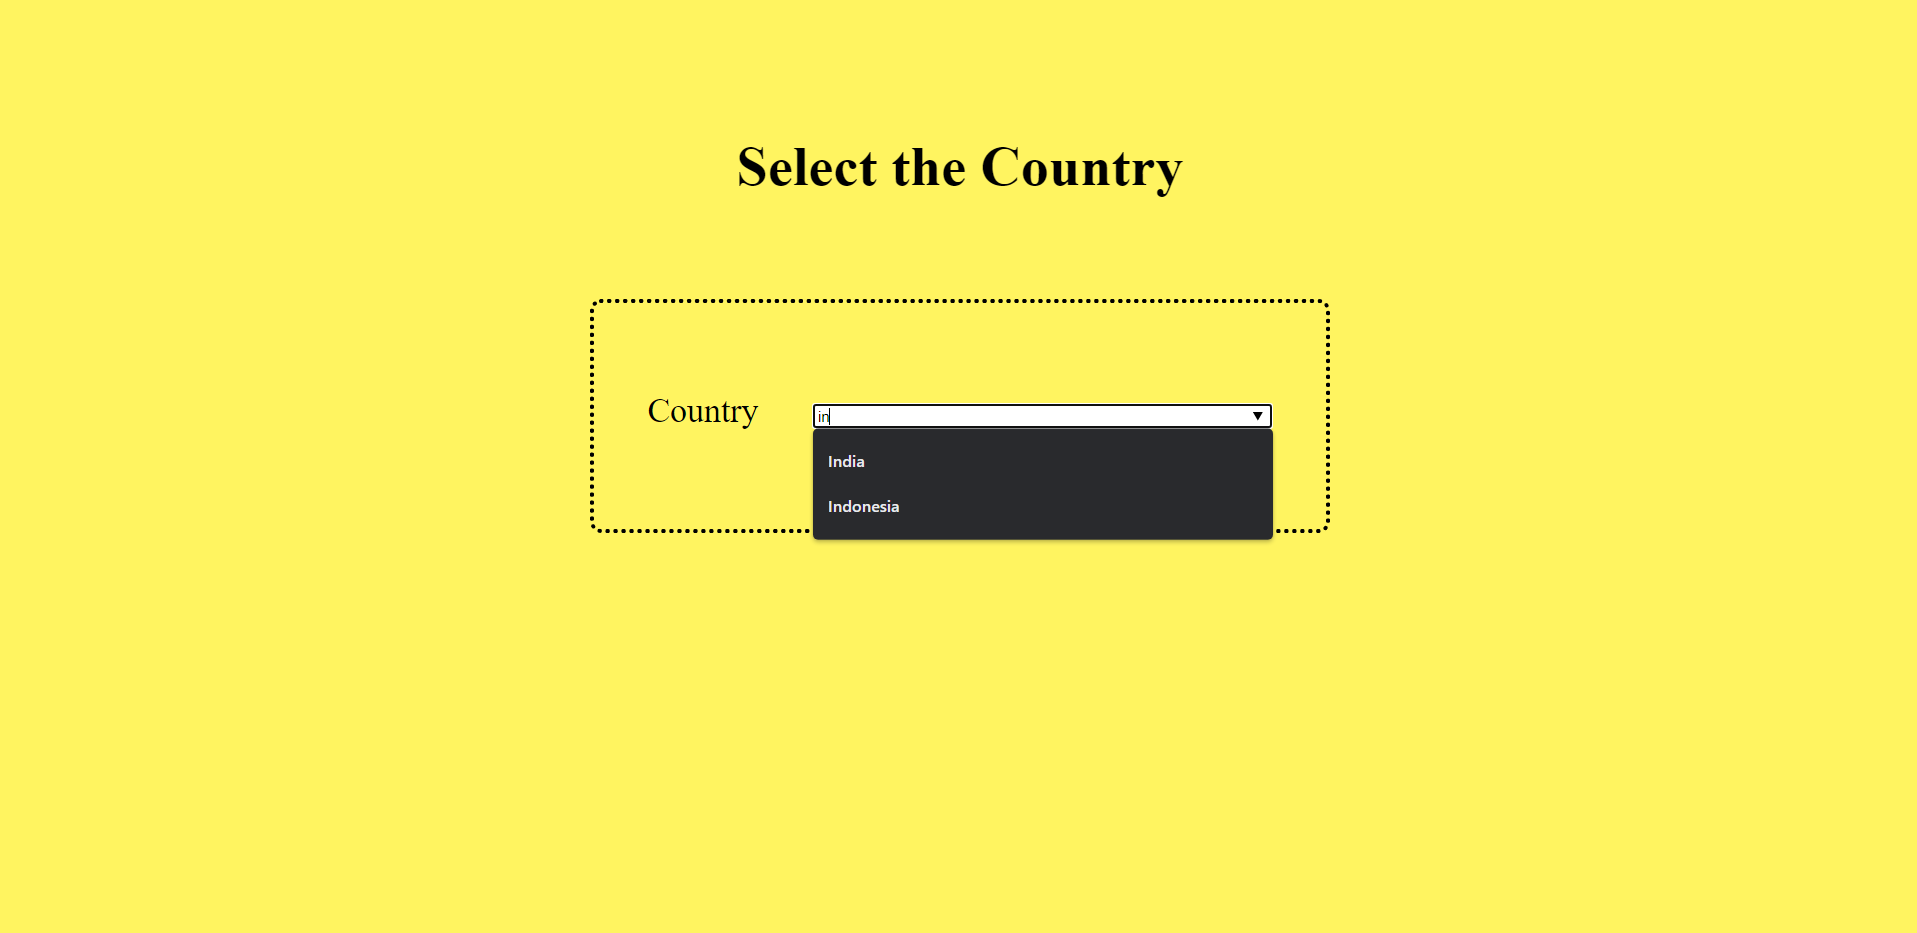 Select the Country
Country
in
India
Indonesia